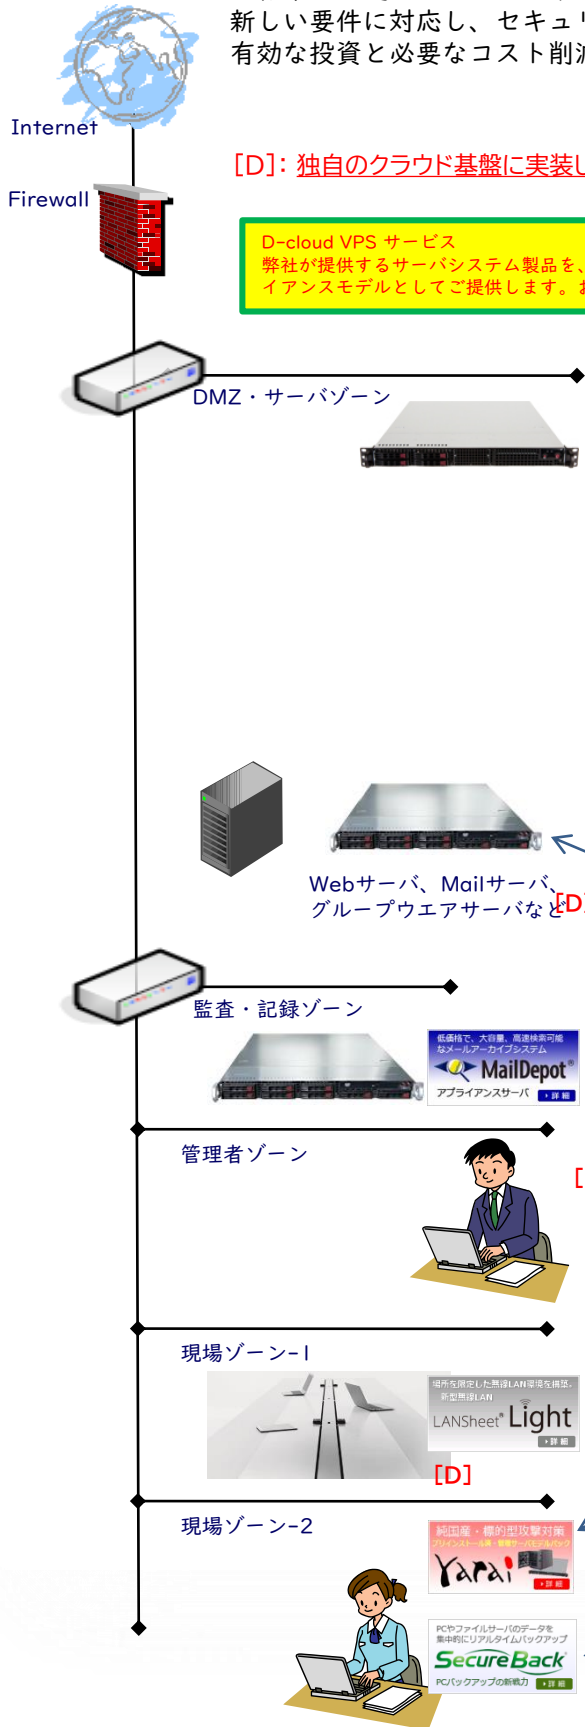 新しい要件に対応し、セキュリ
有効な投資と必要なコスト削減
Internet
[D]: 独自のクラウド基盤に実装し
Firewall
D-cloud VPS サービス
弊社が提供するサーバシステム製品を、
イアンスモデルとしてご提供します。お
DMZ・サーバゾーン
Webサーバ、Mailサーバ、
グループウエアサーバなど
[D]
監査・記録ゾーン
低価格で、大容量、高速検索可能
なメールアーカイブシステム
MailDepot®
アプライアンスサーバ
詳細
管理者ゾーン
[
現場ゾーン-1
場所を限定した無線LAN環境を構築。
新型無線LAN
LANSheet® Light
詳細
[D]
現場ゾーン-2
純国産・標的型攻撃対策
Yarai
詳細
PCやファイルサーバのデータを
集中的にリアルタイムバックアップ
SecureBack
PCバックアップの新戦力
詳細